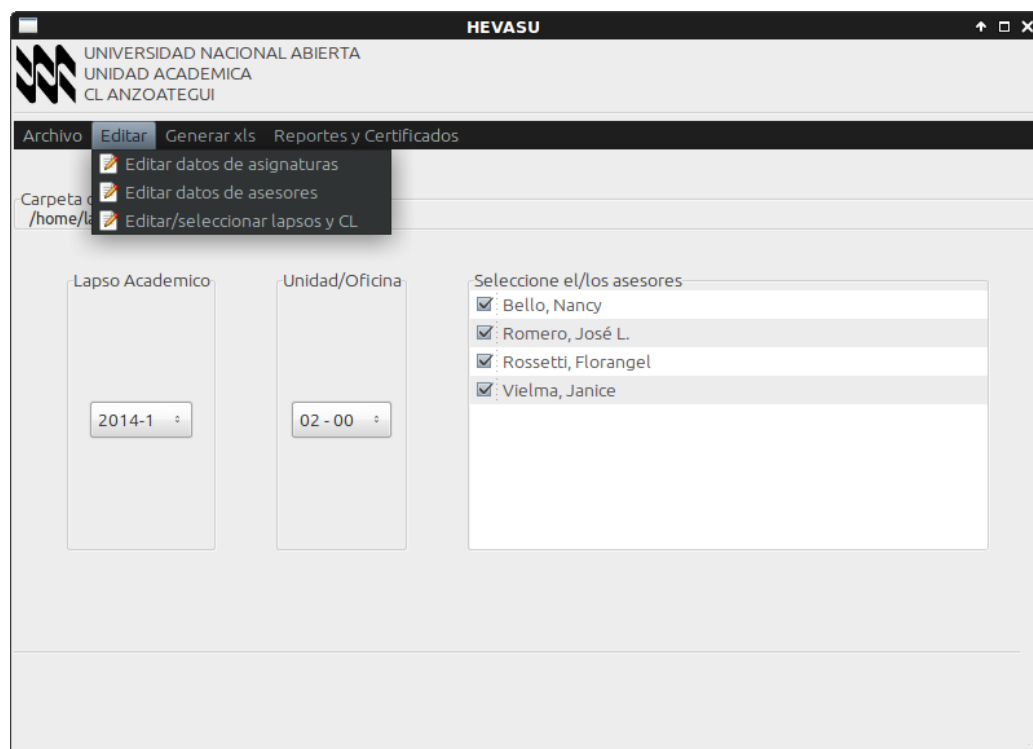 HEVASU
UNIVERSIDAD NACIONAL ABIERTA
UNIDAD ACADEMICA
CL ANZOATEGUI
Archivo Editar Generar xls Reportes y Certificados
Editar datos de asignaturas
Editar datos de asesores
Editar/seleccionar lapsos y CL
Carpeta
Lapso Academico
2014-1
Unidad/Oficina
02 - 00
Seleccione el/los asesores
Bello, Nancy
Romero, José L.
Rossetti, Florangel
Vielma, Janice